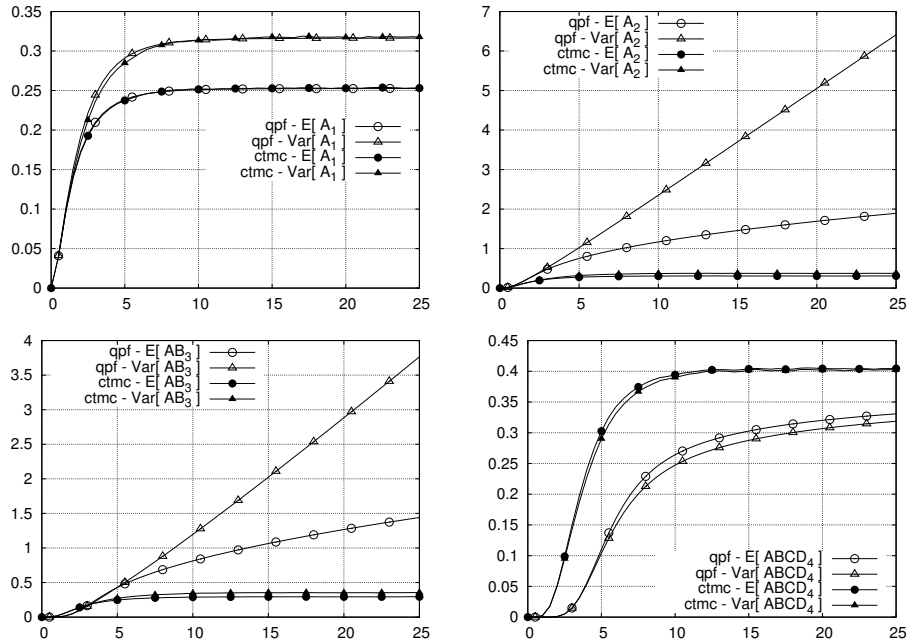 0.35
0.3
0.25
0.2
0.15
0.1
0.05
0
0 5 10 15 20 25
qpf - E[ A1 ]
qpf - Var[ A1 ]
ctmc - E[ A1 ]
ctmc - Var[ A1 ]
7
6
5
4
3
2
1
0
0 5 10 15 20 25
qpf - E[ A2 ]
qpf - Var[ A2 ]
ctmc - E[ A2 ]
ctmc - Var[ A2 ]
4
3.5
3
2.5
2
1.5
1
0.5
0
0 5 10 15 20 25
qpf - E[ AB3 ]
qpf - Var[ AB3 ]
ctmc - E[ AB3 ]
ctmc - Var[ AB3 ]
0.45
0.4
0.35
0.3
0.25
0.2
0.15
0.1
0.05
0
0 5 10 15 20 25
qpf - E[ ABCD4 ]
qpf - Var[ ABCD4 ]
ctmc - E[ ABCD4 ]
ctmc - Var[ ABCD4 ]